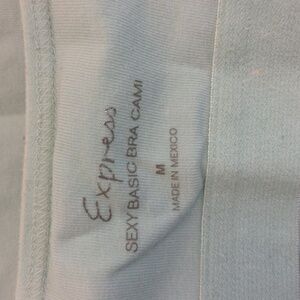 Express
SEXY BASIC BRA CAMI
M
MADE IN MEXICO